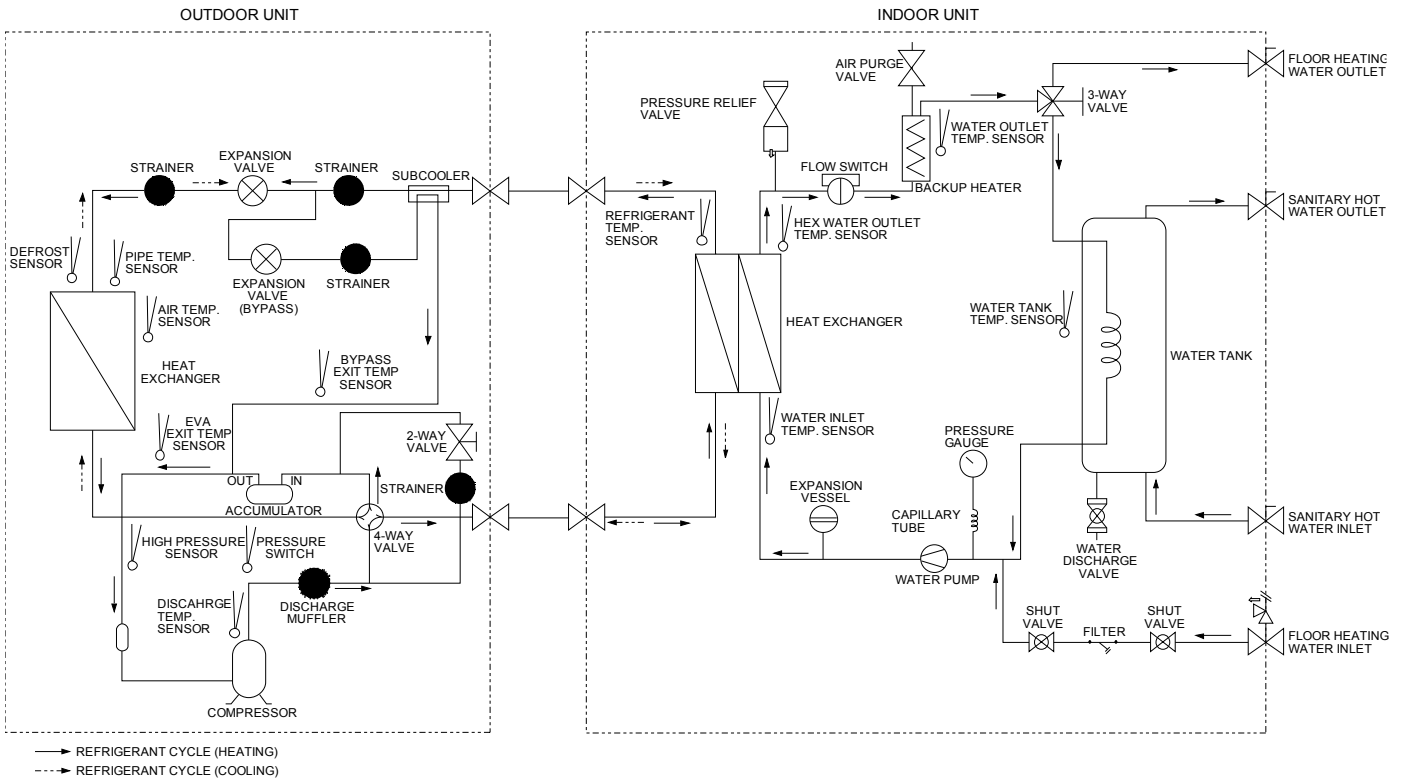 OUTDOOR UNIT
INDOOR UNIT
AIR PURGE
VALVE
FLOOR HEATING
WATER OUTLET
PRESSURE RELIEF
VALVE
3-WAY
VALVE
WATER OUTLET
TEMP. SENSOR
STRAINER
EXPANSION
VALVE
STRAINER
SUBCOOLER
FLOW SWITCH
BACKUP HEATER
REFRIGERANT
TEMP.
SENSOR
HEX WATER OUTLET
TEMP. SENSOR
SANITARY HOT
WATER OUTLET
DEFROST
SENSOR
PIPE TEMP.
SENSOR
EXPANSION
VALVE
(BYPASS)
STRAINER
AIR TEMP.
SENSOR
HEAT EXCHANGER
WATER TANK
TEMP. SENSOR
WATER TANK
HEAT
EXCHANGER
BYPASS
EXIT TEMP
SENSOR
EVA
EXIT TEMP
SENSOR
2-WAY
VALVE
WATER INLET
TEMP. SENSOR
PRESSURE
GAUGE
OUT
IN
STRAINER
ACCUMULATOR
EXPANSION
VESSEL
CAPILLARY
TUBE
4-WAY
VALVE
HIGH PRESSURE
SENSOR
PRESSURE
SWITCH
SANITARY HOT
WATER INLET
WATER
DISCHARGE
VALVE
WATER PUMP
DISCAHRGE
TEMP.
SENSOR
DISCHARGE
MUFFLER
SHUT
VALVE
FILTER
SHUT
VALVE
FLOOR HEATING
WATER INLET
COMPRESSOR
REFRIGERANT CYCLE (HEATING)
REFRIGERANT CYCLE (COOLING)